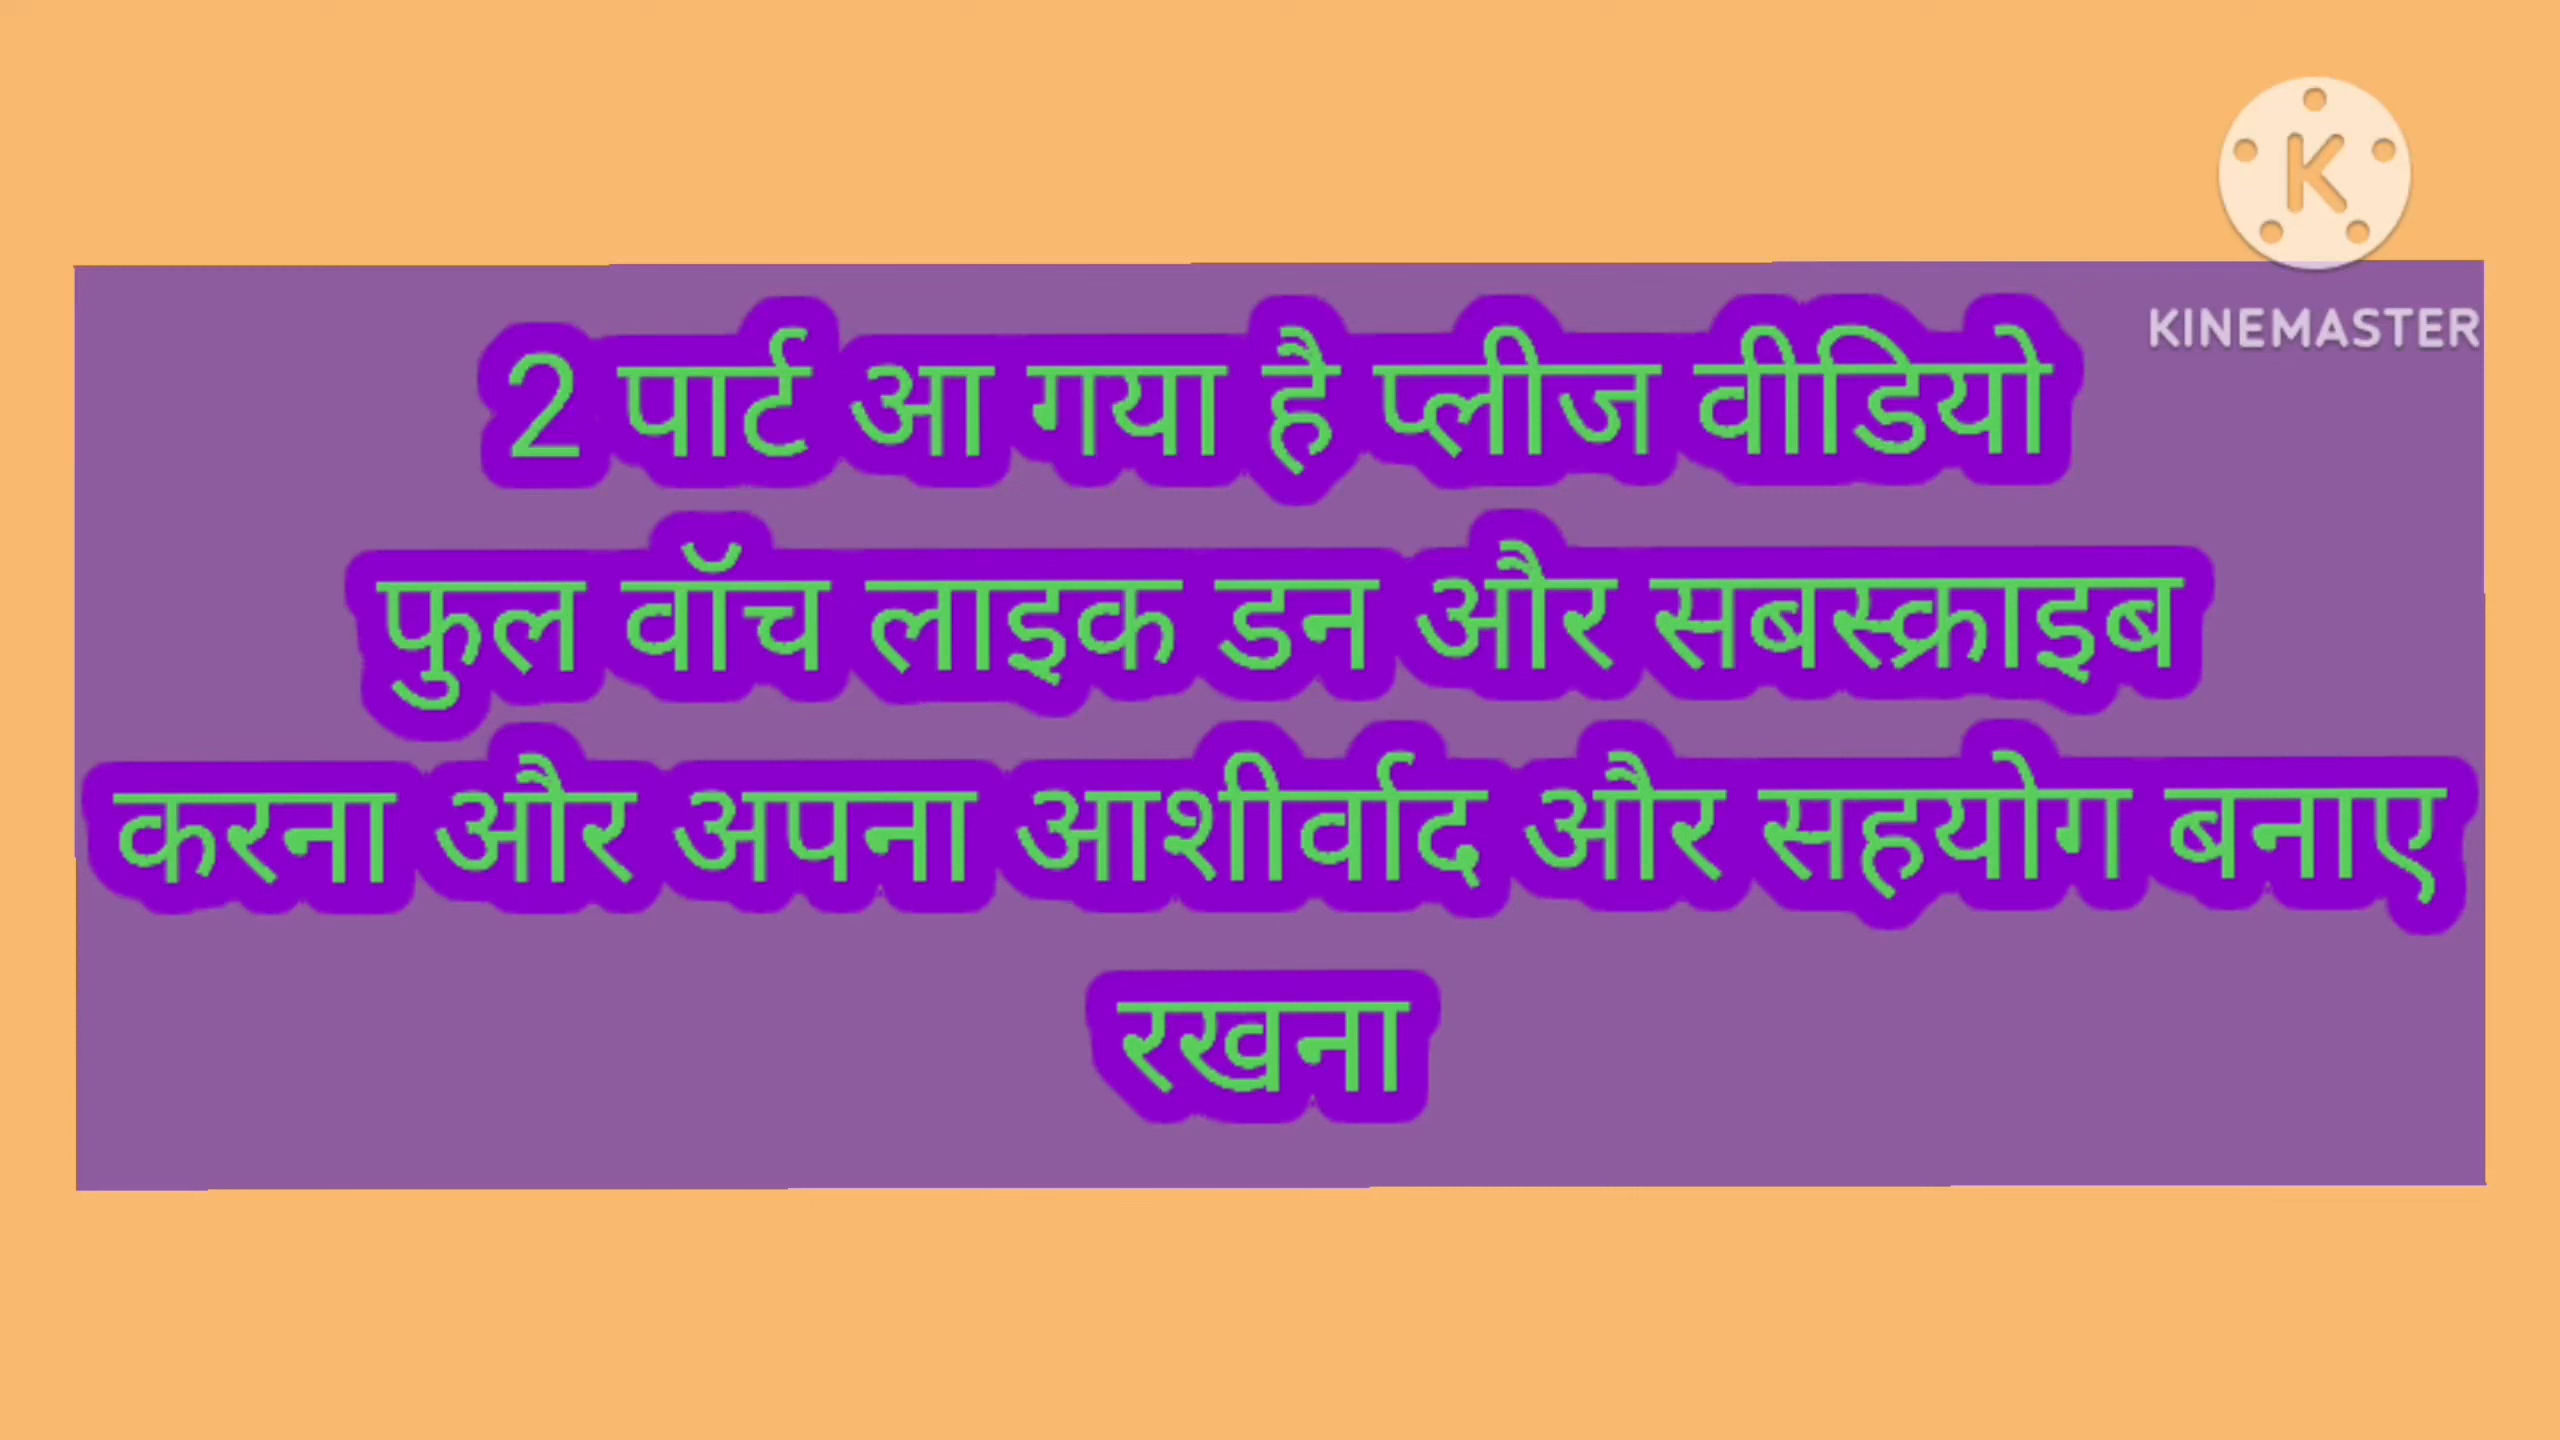 K
KINEMASTER
2 पार्ट आ गया है प्लीज वीडियो
फुल वॉच लाइक डन और सबस्क्राइब
करना और अपना आशीर्वाद और सहयोग बनाए
रखना